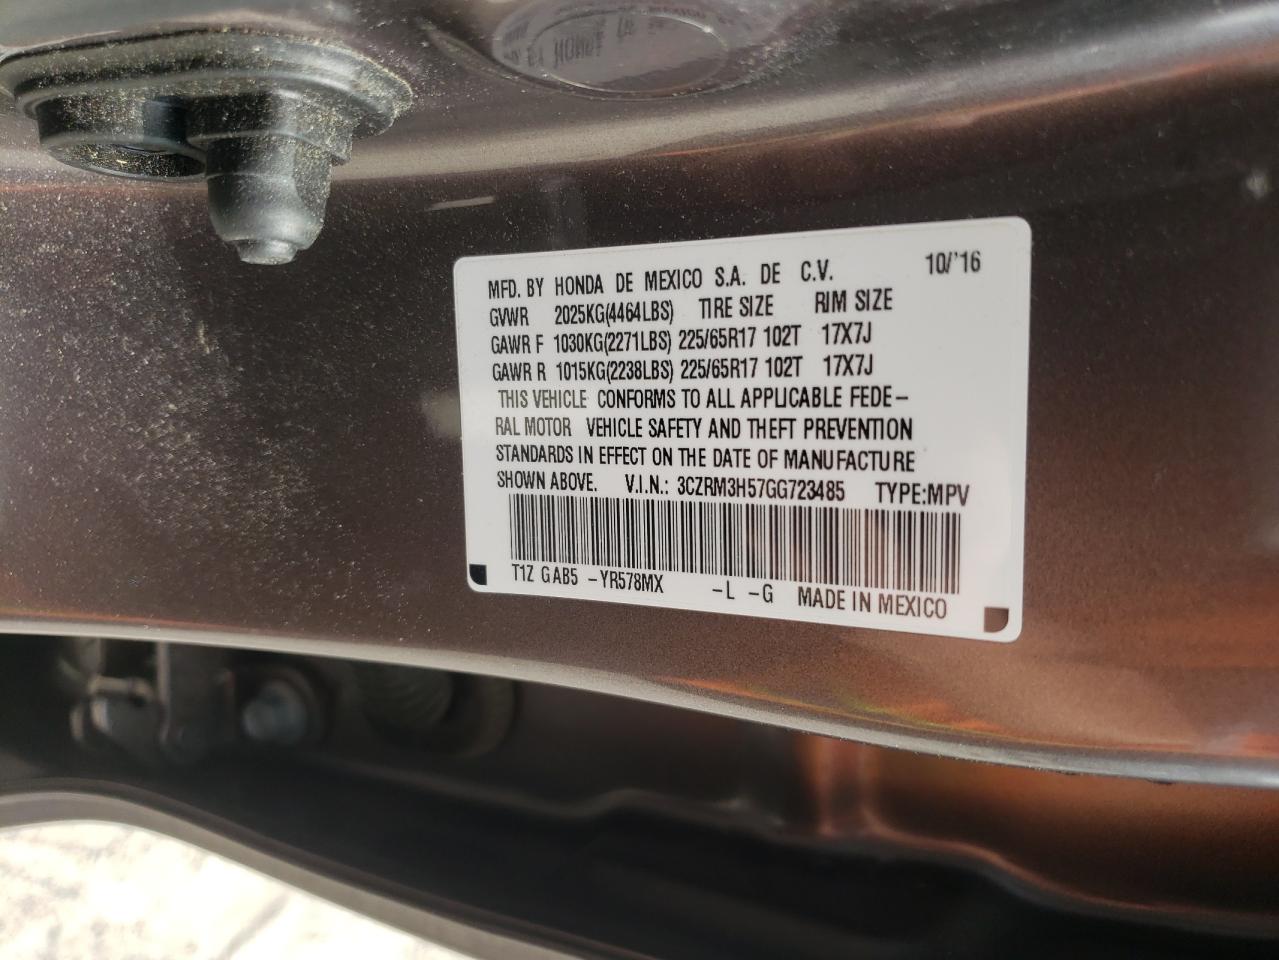 MFD. BY HONDA DE MEXICO S.A. DE C.V. 10/'16
GVWR 2025KG(4464LBS) TIRE SIZE RIM SIZE
GAWR F 1030KG(2271LBS) 225/65R17 102T 17X7J
GAWR R 1015KG(2238LBS) 225/65R17 102T 17X7J
THIS VEHICLE CONFORMS TO ALL APPLICABLE FEDE-
RAL MOTOR VEHICLE SAFETY AND THEFT PREVENTION
STANDARDS IN EFFECT ON THE DATE OF MANUFACTURE
SHOWN ABOVE. V.I.N.: 3CZRM3H57GG723485 TYPE:MPV
T1Z GAB5 -YR578MX -L -G MADE IN MEXICO